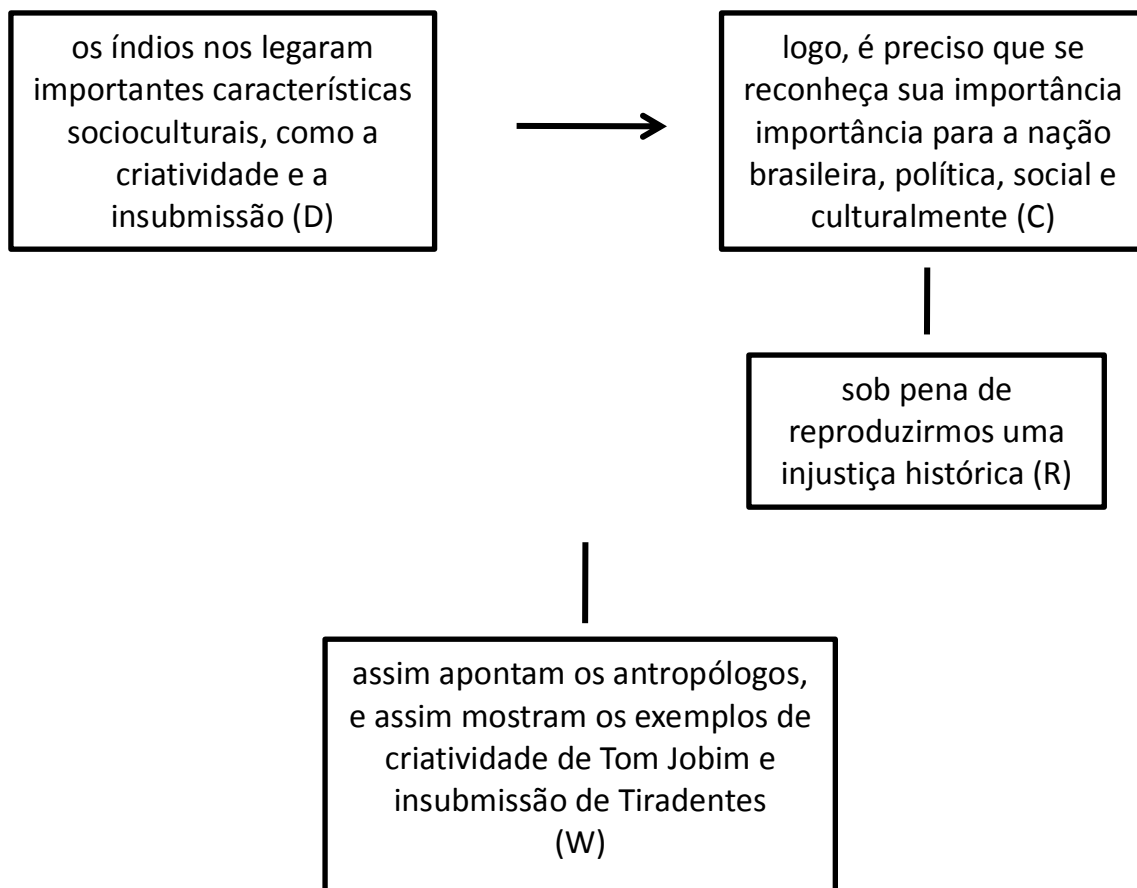 os índios nos legaram
importantes características
socioculturais, como a
criatividade e a
insubmissão (D)
logo, é preciso que se
reconheça sua importância
importância para a nação
brasileira, política, social e
culturalmente (C)
sob pena de
reproduzirmos uma
injustiça histórica (R)
assim apontam os antropólogos,
e assim mostram os exemplos de
criatividade de Tom Jobim e
insubmissão de Tiradentes
(W)